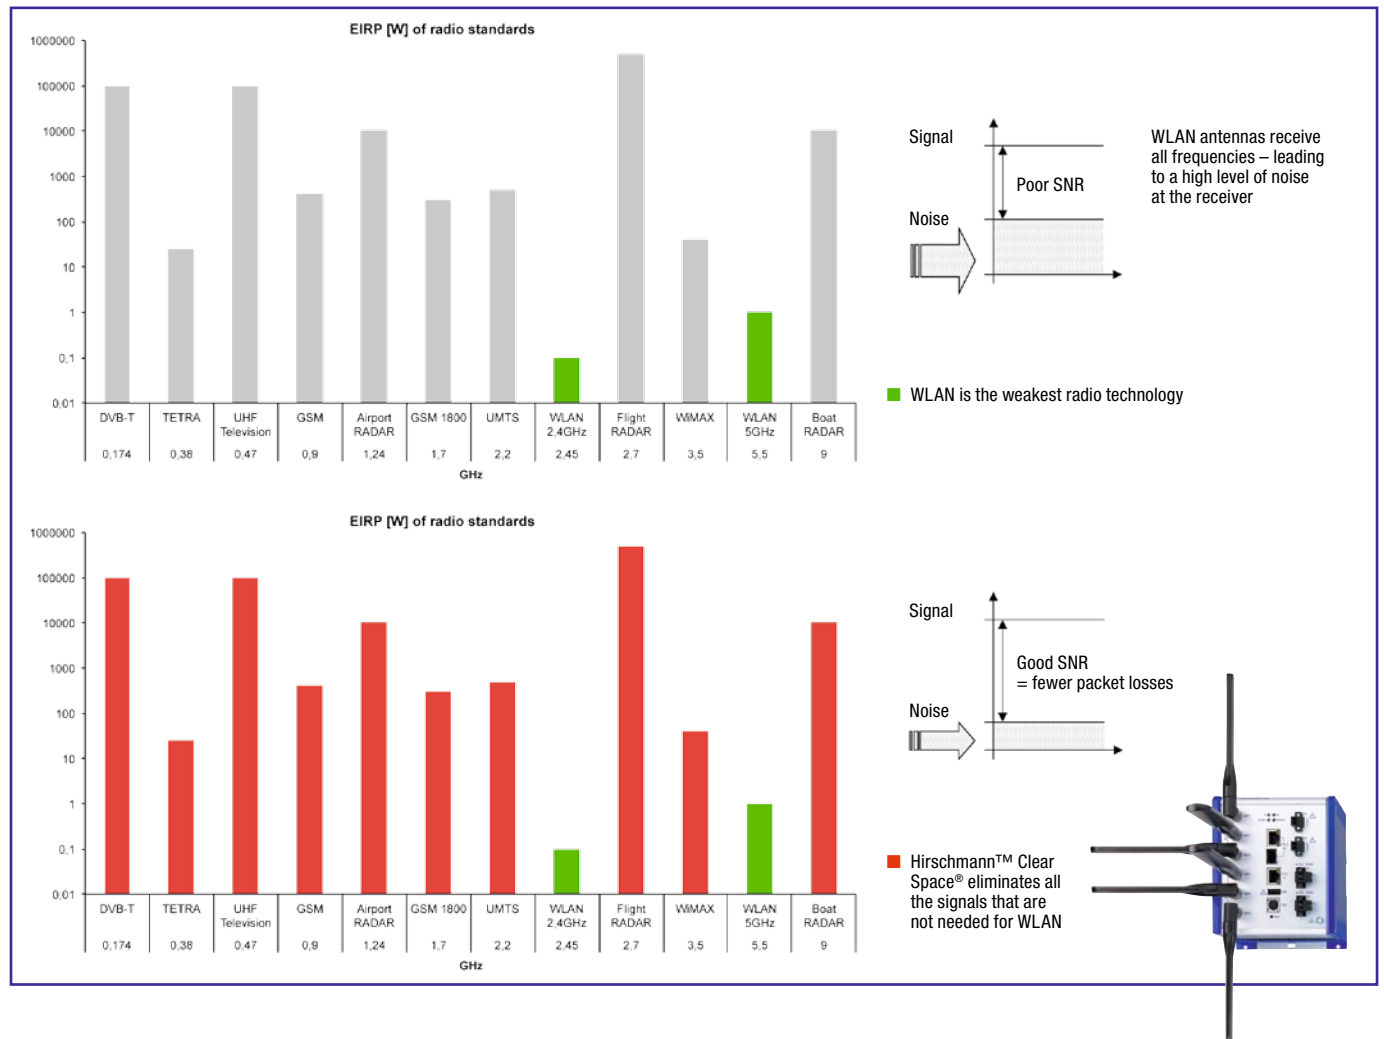 EIRP [W] of radio standards
1000000
100000
10000
1000
100
10
1
0,1
0,01
DVB-T TETRA UHF Television GSM Airport RADAR GSM 1800 UMTS WLAN 2,4GHz Flight RADAR WiMAX WLAN 5GHz Boat RADAR
0,174 0,38 0,47 0,9 1,24 1,7 2,2 2,45 2,7 3,5 5,5 9
GHz
Signal
Poor SNR
Noise
WLAN antennas receive
all frequencies – leading
to a high level of noise
at the receiver
WLAN is the weakest radio technology
EIRP [W] of radio standards
1000000
100000
10000
1000
100
10
1
0,1
0,01
DVB-T TETRA UHF Television GSM Airport RADAR GSM 1800 UMTS WLAN 2,4GHz Flight RADAR WiMAX WLAN 5GHz Boat RADAR
0,174 0,38 0,47 0,9 1,24 1,7 2,2 2,45 2,7 3,5 5,5 9
GHz
Signal
Good SNR
= fewer packet losses
Noise
Hirschmann™ Clear
Space® eliminates all
the signals that are
not needed for WLAN